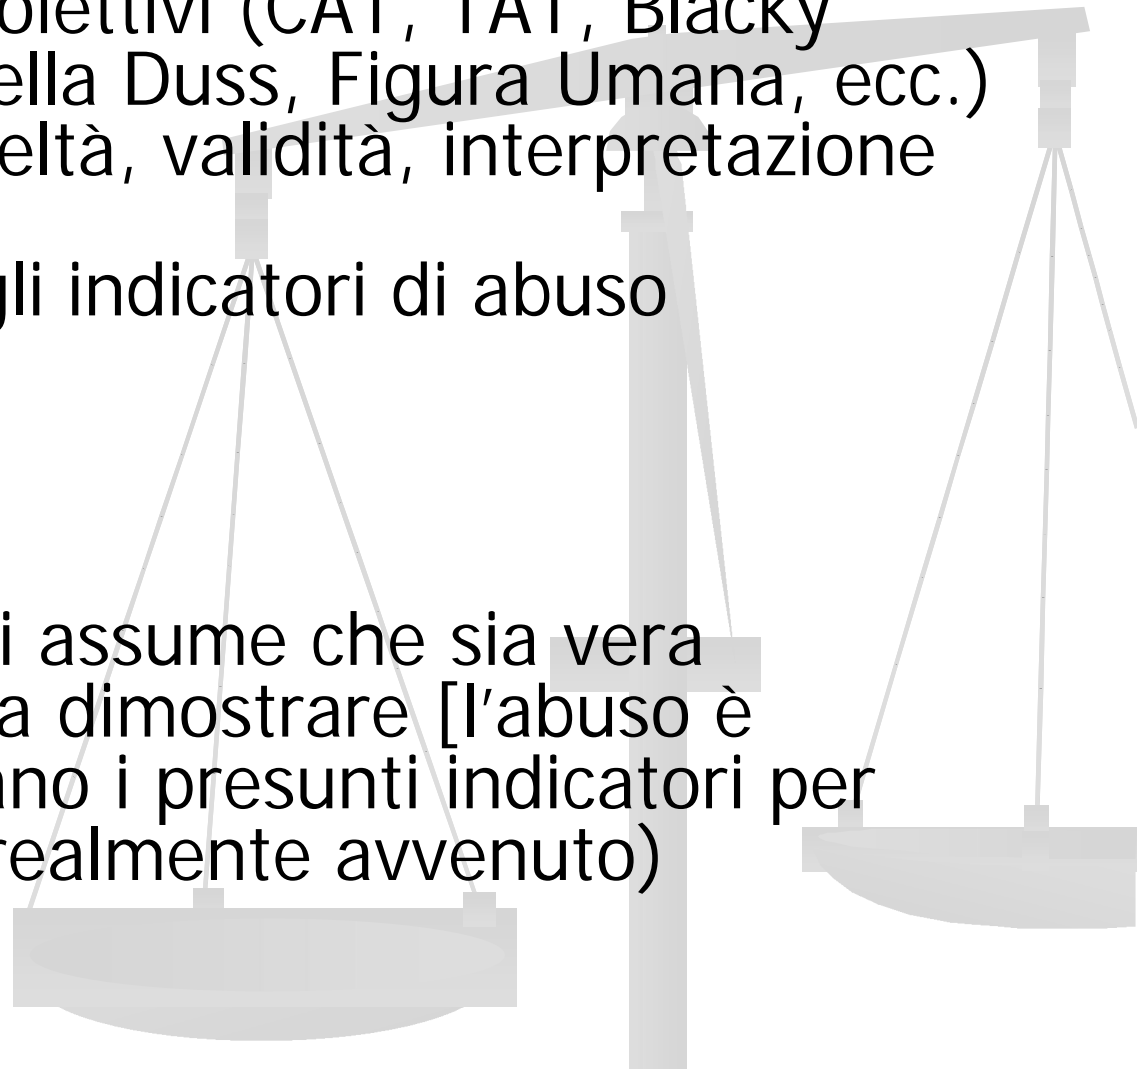 oiettivi (CAT, TAT, Blacky
ella Duss, Figura Umana, ecc.)
eltà, validità, interpretazione
gli indicatori di abuso
i assume che sia vera
a dimostrare [l'abuso è
ano i presunti indicatori per
realmente avvenuto)